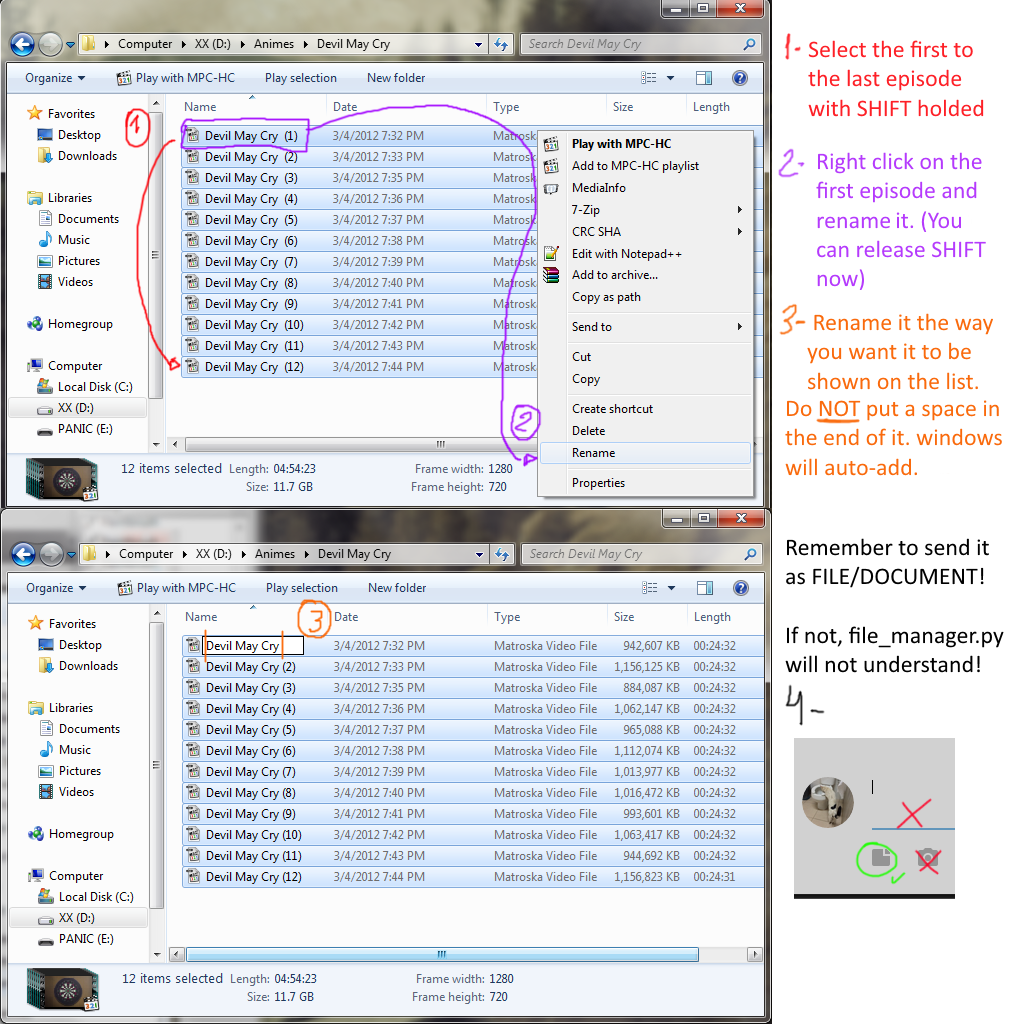 Computer ▸ XX (D:) ▸ Animes ▸ Devil May Cry
Search Devil May Cry
Organize
Play with MPC-HC
Play selection
New folder
Favorites
Desktop
Downloads
Libraries
Documents
Music
Pictures
Videos
Homegroup
Computer
Local Disk (C:)
XX (D:)
PANIC (E:)
1
Name Date Type Size Length
Devil May Cry (1) 3/4/2012 7:32 PM Matrosk
Devil May Cry (2) 3/4/2012 7:33 PM Matros
Devil May Cry (3) 3/4/2012 7:35 PM Matros
Devil May Cry (4) 3/4/2012 7:36 PM Matros
Devil May Cry (5) 3/4/2012 7:37 PM Matros
Devil May Cry (6) 3/4/2012 7:38 PM Matros
Devil May Cry (7) 3/4/2012 7:39 PM Matros
Devil May Cry (8) 3/4/2012 7:40 PM Matros
Devil May Cry (9) 3/4/2012 7:41 PM Matros
Devil May Cry (10) 3/4/2012 7:42 PM Matros
Devil May Cry (11) 3/4/2012 7:43 PM Matros
Devil May Cry (12) 3/4/2012 7:44 PM Matros
Play with MPC-HC
Add to MPC-HC playlist
MediaInfo
7-Zip
CRC SHA
Edit with Notepad++
Add to archive...
Copy as path
Send to
Cut
Copy
Create shortcut
Delete
Rename
Properties
2
321
12 items selected Length: 04:54:23 Frame width: 1280
Size: 11.7 GB Frame height: 720
1- Select the first to
the last episode
with SHIFT holded
2- Right click on the
first episode and
rename it. (You
can release SHIFT
now)
3- Rename it the way
you want it to be
shown on the list.
Do NOT put a space in
the end of it. windows
will auto-add.
Computer ▸ XX (D:) ▸ Animes ▸ Devil May Cry
Search Devil May Cry
Organize
Play with MPC-HC
Play selection
New folder
Favorites
Desktop
Downloads
Libraries
Documents
Music
Pictures
Videos
Homegroup
Computer
Local Disk (C:)
XX (D:)
PANIC (E:)
3
Name Date Type Size Length
Devil May Cry 3/4/2012 7:32 PM Matroska Video File 942,607 KB 00:24:32
Devil May Cry (2) 3/4/2012 7:33 PM Matroska Video File 1,156,125 KB 00:24:32
Devil May Cry (3) 3/4/2012 7:35 PM Matroska Video File 884,087 KB 00:24:32
Devil May Cry (4) 3/4/2012 7:36 PM Matroska Video File 1,062,147 KB 00:24:32
Devil May Cry (5) 3/4/2012 7:37 PM Matroska Video File 965,088 KB 00:24:32
Devil May Cry (6) 3/4/2012 7:38 PM Matroska Video File 1,112,074 KB 00:24:32
Devil May Cry (7) 3/4/2012 7:39 PM Matroska Video File 1,013,977 KB 00:24:32
Devil May Cry (8) 3/4/2012 7:40 PM Matroska Video File 1,016,472 KB 00:24:32
Devil May Cry (9) 3/4/2012 7:41 PM Matroska Video File 993,601 KB 00:24:32
Devil May Cry (10) 3/4/2012 7:42 PM Matroska Video File 1,063,417 KB 00:24:32
Devil May Cry (11) 3/4/2012 7:43 PM Matroska Video File 944,692 KB 00:24:32
Devil May Cry (12) 3/4/2012 7:44 PM Matroska Video File 1,156,823 KB 00:24:31
321
12 items selected Length: 04:54:23 Frame width: 1280
Size: 11.7 GB Frame height: 720
Remember to send it
as FILE/DOCUMENT!
If not, file_manager.py
will not understand!
4-